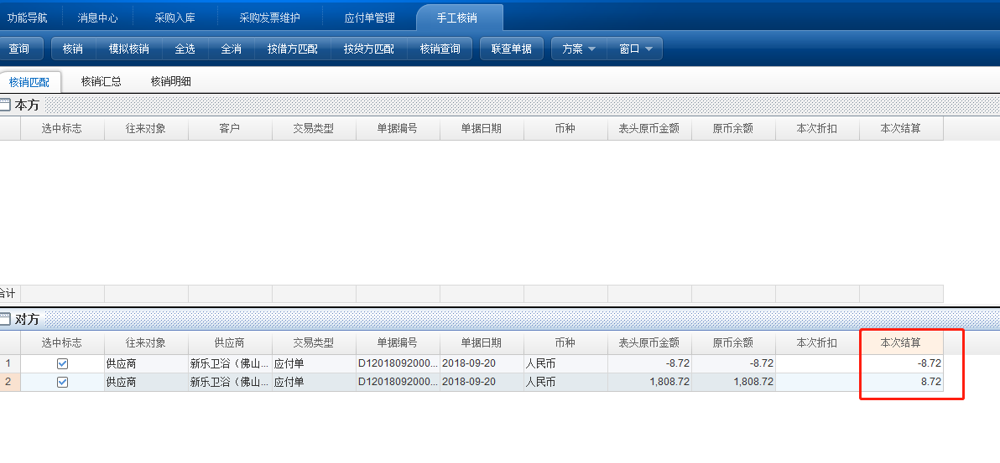 功能导航 消息中心 采购入库 采购发票维护 应付单管理 手工核销
查询 核销 模拟核销 全选 全消 按借方匹配 按贷方匹配 核销查询 联查单据 方案 窗口
核销匹配 核销汇总 核销明细
本方
选中标志 往来对象 客户 交易类型 单据编号 单据日期 币种 表头原币金额 原币余额 本次折扣 本次结算
合计
对方
选中标志 往来对象 供应商 交易类型 单据编号 单据日期 币种 表头原币金额 原币余额 本次折扣 本次结算
1 供应商 新乐卫浴（佛山... 应付单 D12018092000... 2018-09-20 人民币 -8.72 -8.72 -8.72
2 供应商 新乐卫浴（佛山... 应付单 D12018092000... 2018-09-20 人民币 1,808.72 1,808.72 8.72